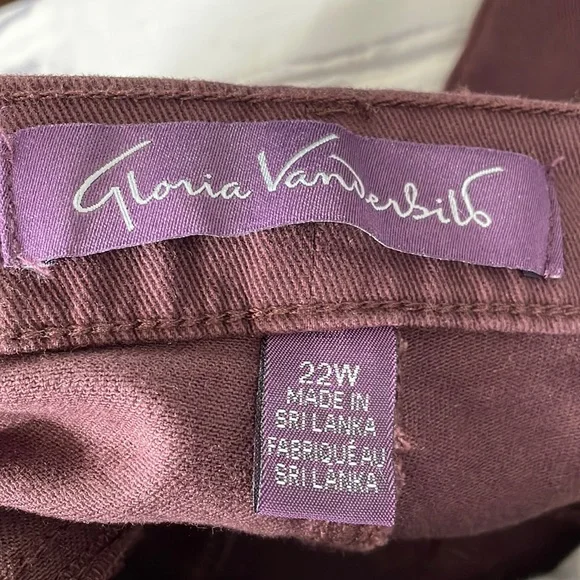 Gloria Vanderbilt
22W
MADE IN
SRI LANKA
FABRIQUÉ AU
SRI LANKA